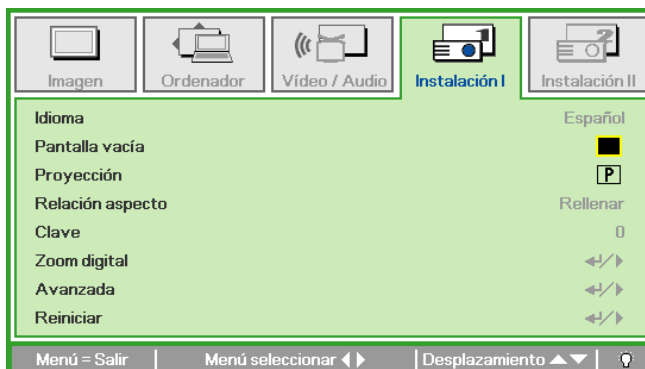 Imagen
Ordenador
Vídeo / Audio
Instalación I
Instalación II
Idioma Español
Pantalla vacía
Proyección P
Relación aspecto Rellenar
Clave 0
Zoom digital
Avanzada
Reiniciar
Menú = Salir Menú seleccionar Desplazamiento